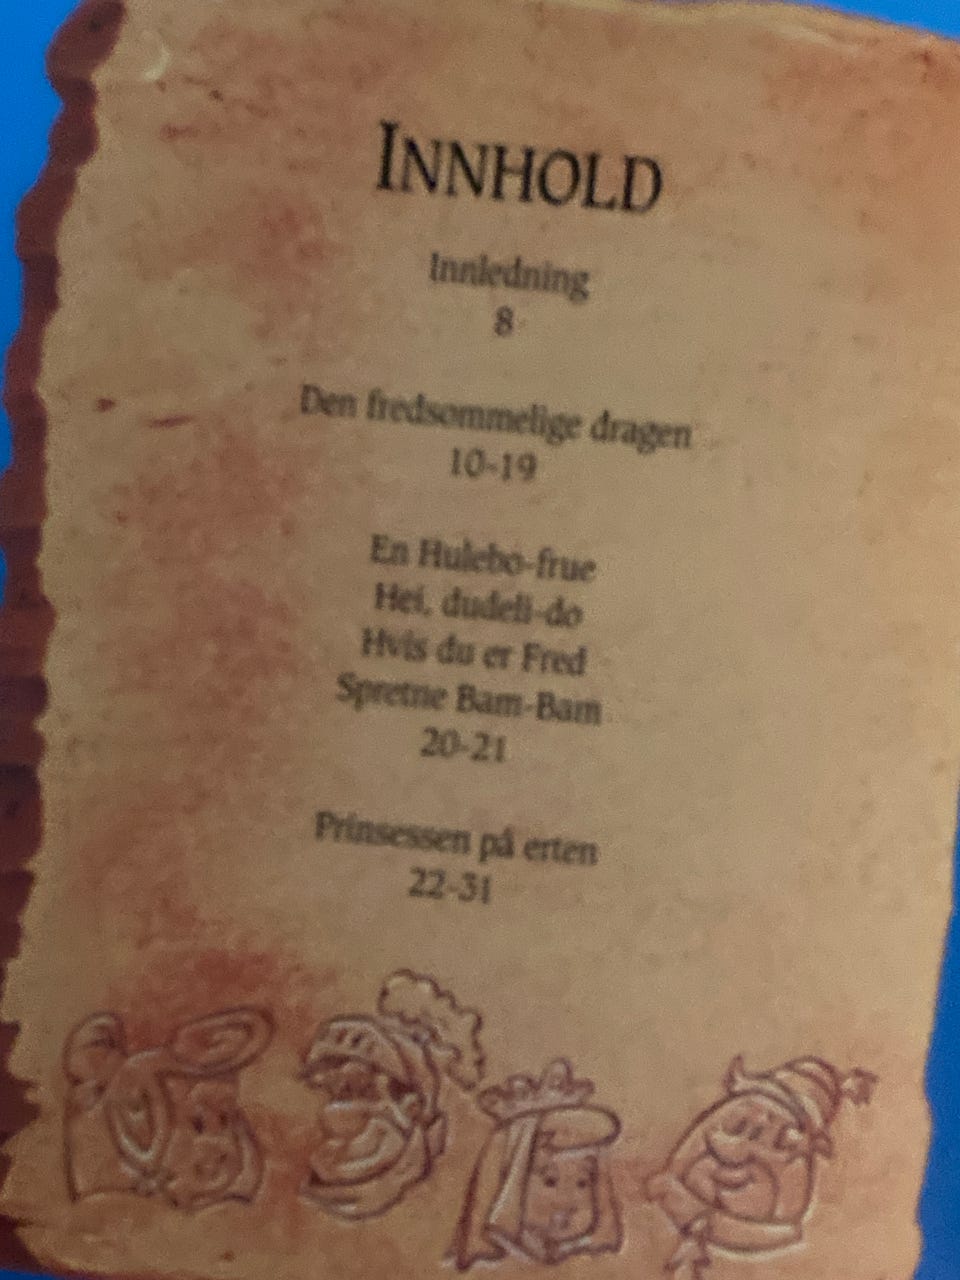 INNHOLD
Innledning
8
Den fredsommelige dragen
10-19
En Hulebo-frue
Hei, dudeli-do
Hvis du er Fred
Spretne Bam-Bam
20-21
Prinsessen på erten
22-31